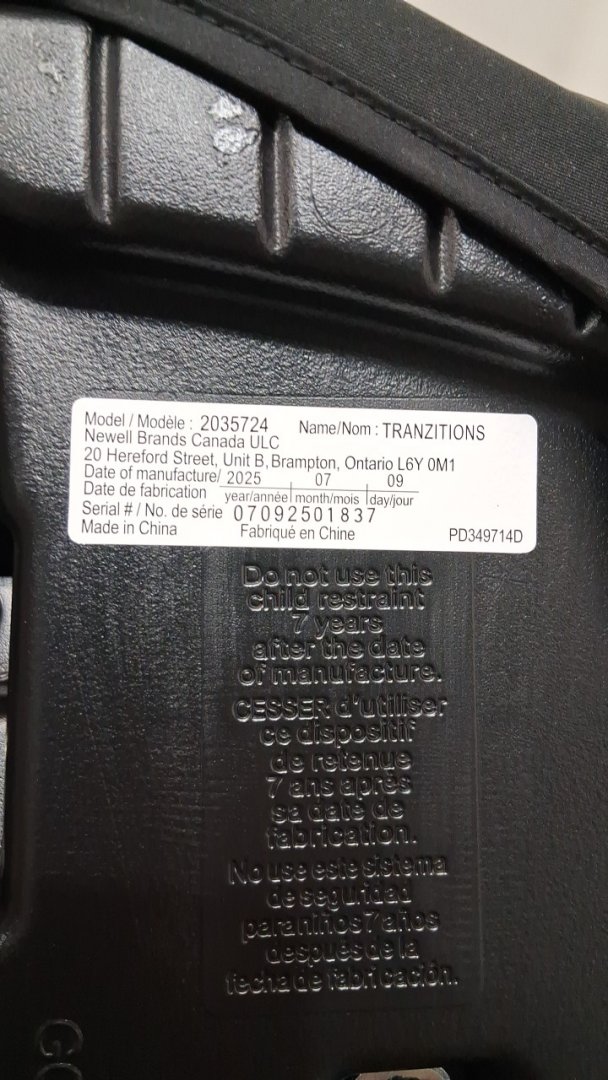 Model / Modèle : 2035724 Name/Nom : TRANZITIONS
Newell Brands Canada ULC
20 Hereford Street, Unit B, Brampton, Ontario L6Y 0M1
Date of manufacture/ 2025 07 09
Date de fabrication year/année month/mois day/jour
Serial # / No. de série 07092501837
Made in China Fabriqué en Chine PD349714D
Do not use this
child restraint
7 years
after the date
of manufacture.
CESSER d'utiliser
ce dispositif
de retenue
7 ans après
sa date de
fabrication.
No use este sistema
de seguridad
para niños 7 años
después de la
fecha de fabricación.